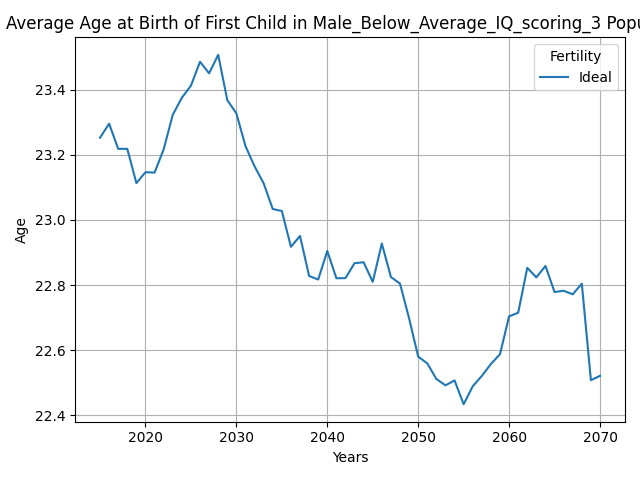 Average Age at Birth of First Child in Male_Below_Average_IQ_scoring_3
Fertility
Ideal
23.4
23.2
23.0
22.8
22.6
22.4
Age
2020 2030 2040 2050 2060 2070
Years